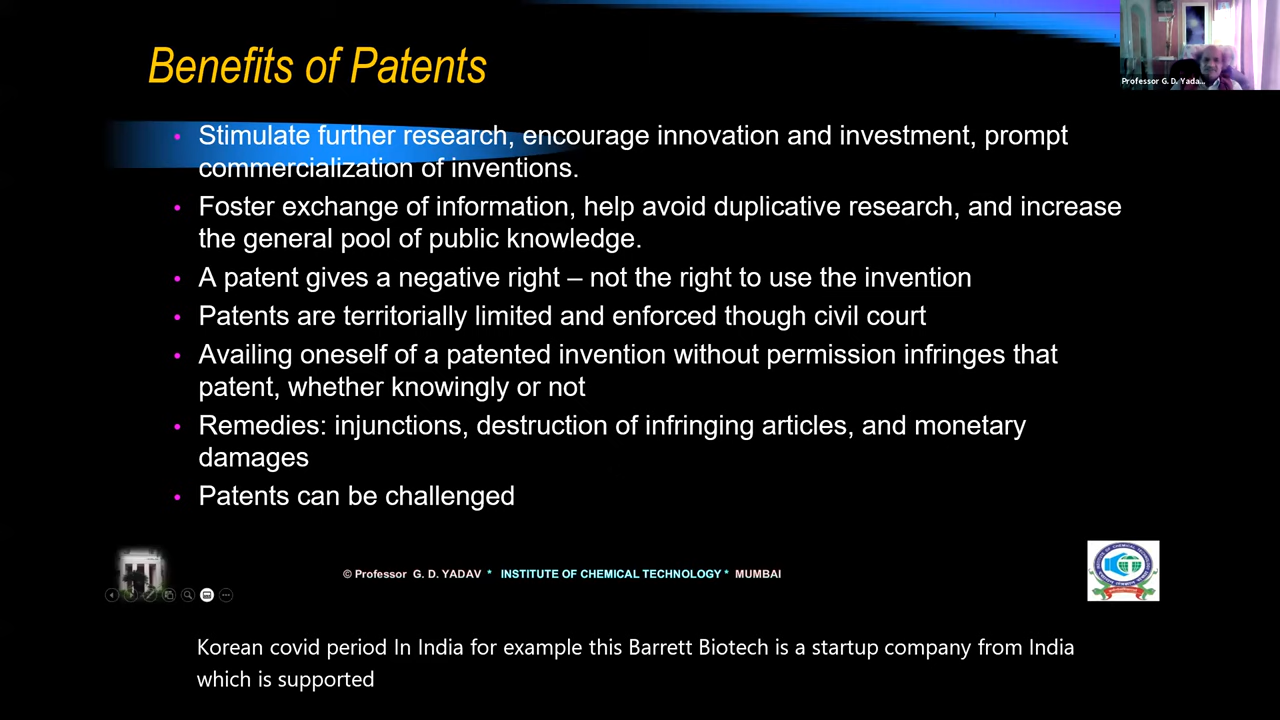 Benefits of Patents
Professor G. D. Yada...
• Stimulate further research, encourage innovation and investment, prompt
commercialization of inventions.
• Foster exchange of information, help avoid duplicative research, and increase
the general pool of public knowledge.
• A patent gives a negative right – not the right to use the invention
• Patents are territorially limited and enforced though civil court
• Availing oneself of a patented invention without permission infringes that
patent, whether knowingly or not
• Remedies: injunctions, destruction of infringing articles, and monetary
damages
• Patents can be challenged
© Professor G. D. YADAV * INSTITUTE OF CHEMICAL TECHNOLOGY * MUMBAI
Korean covid period In India for example this Barrett Biotech is a startup company from India
which is supported